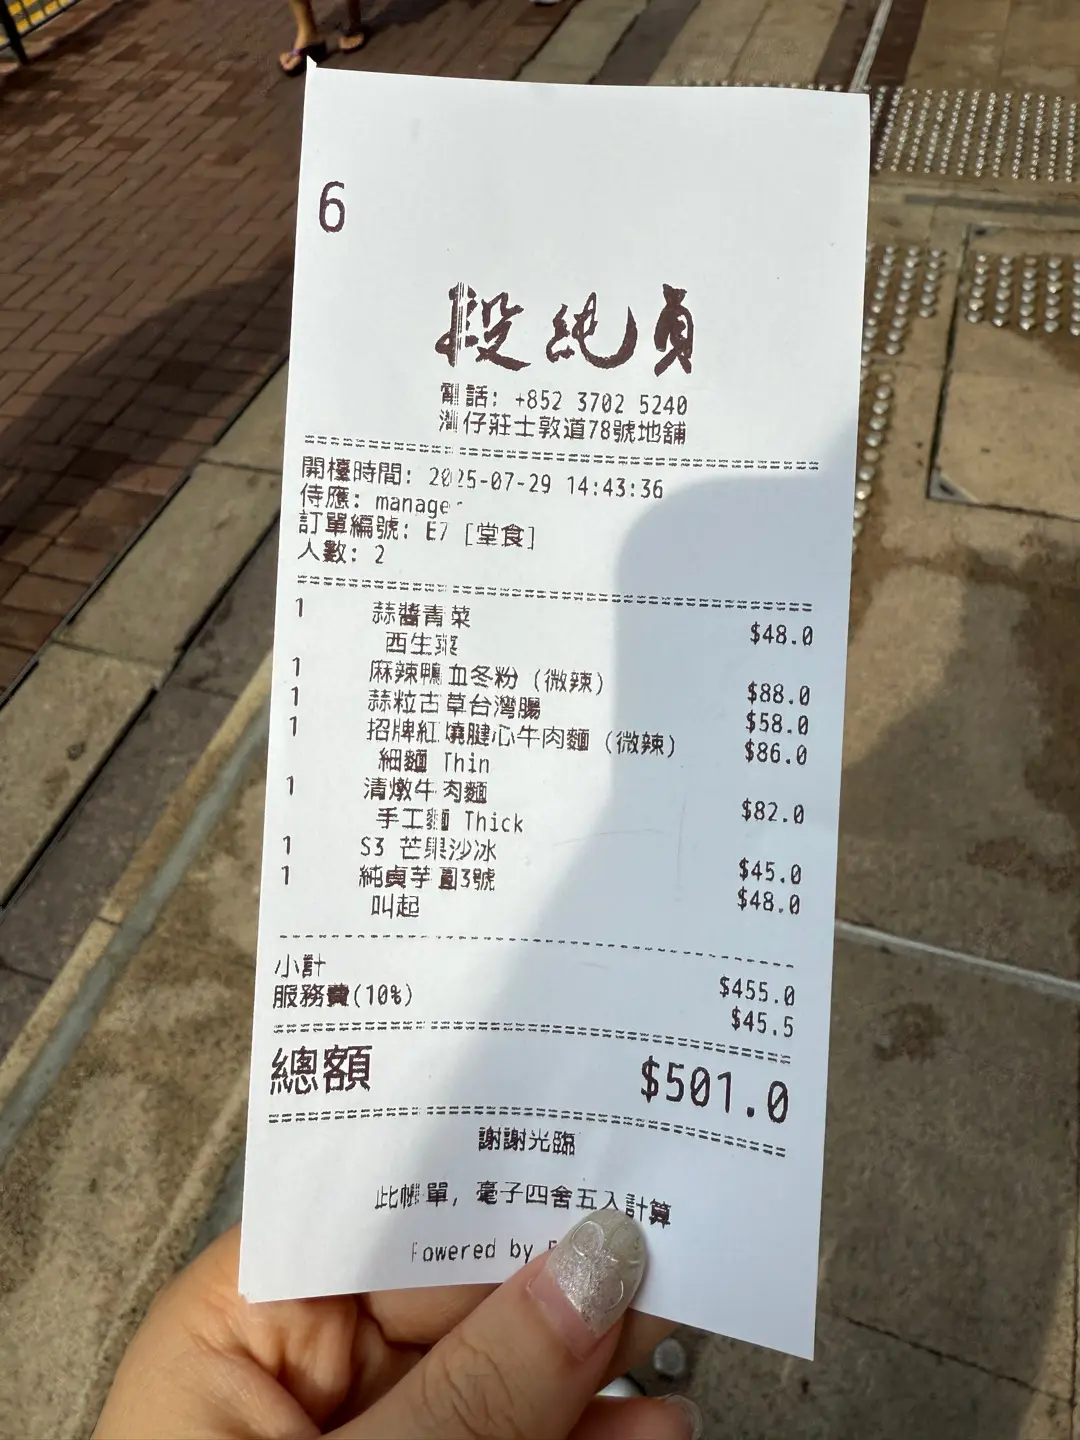 6
段純貞
電話: +852 3702 5240
灣仔莊士敦道78號地舖
開檯時間: 2025-07-29 14:43:36
侍應: manager
訂單編號: E7 [堂食]
人數: 2
1 蒜醬青菜 $48.0
西生菜
1 麻辣鴨血冬粉 (微辣) $88.0
1 蒜粒古早台灣腸 $58.0
1 招牌紅燒腱心牛肉麵 (微辣) $86.0
細麵 Thin
1 清燉牛肉麵 $82.0
手工麵 Thick
1 S3 芒果沙冰 $45.0
1 純貞芋圓3號 $48.0
叫起
小計 $455.0
服務費(10%) $45.5
總額 $501.0
謝謝光臨
此帳單, 毫子四舍五入計算
Powered by